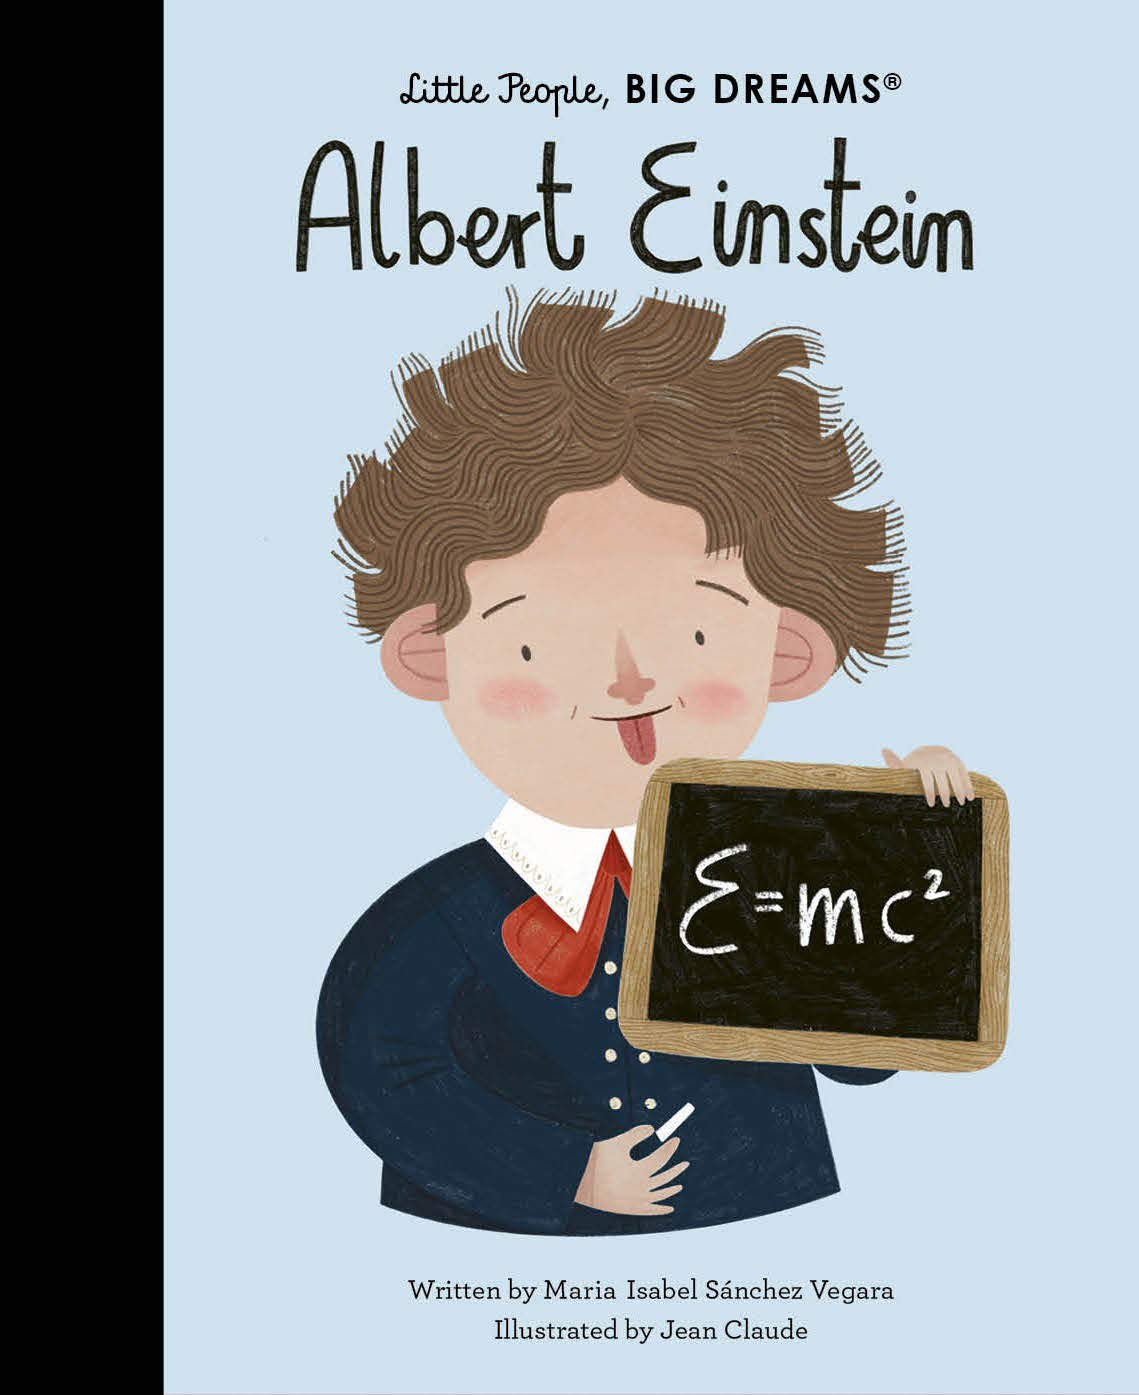 Little People, BIG DREAMS®
Albert Einstein
E=mc²
Written by Maria Isabel Sánchez Vegara
Illustrated by Jean Claude